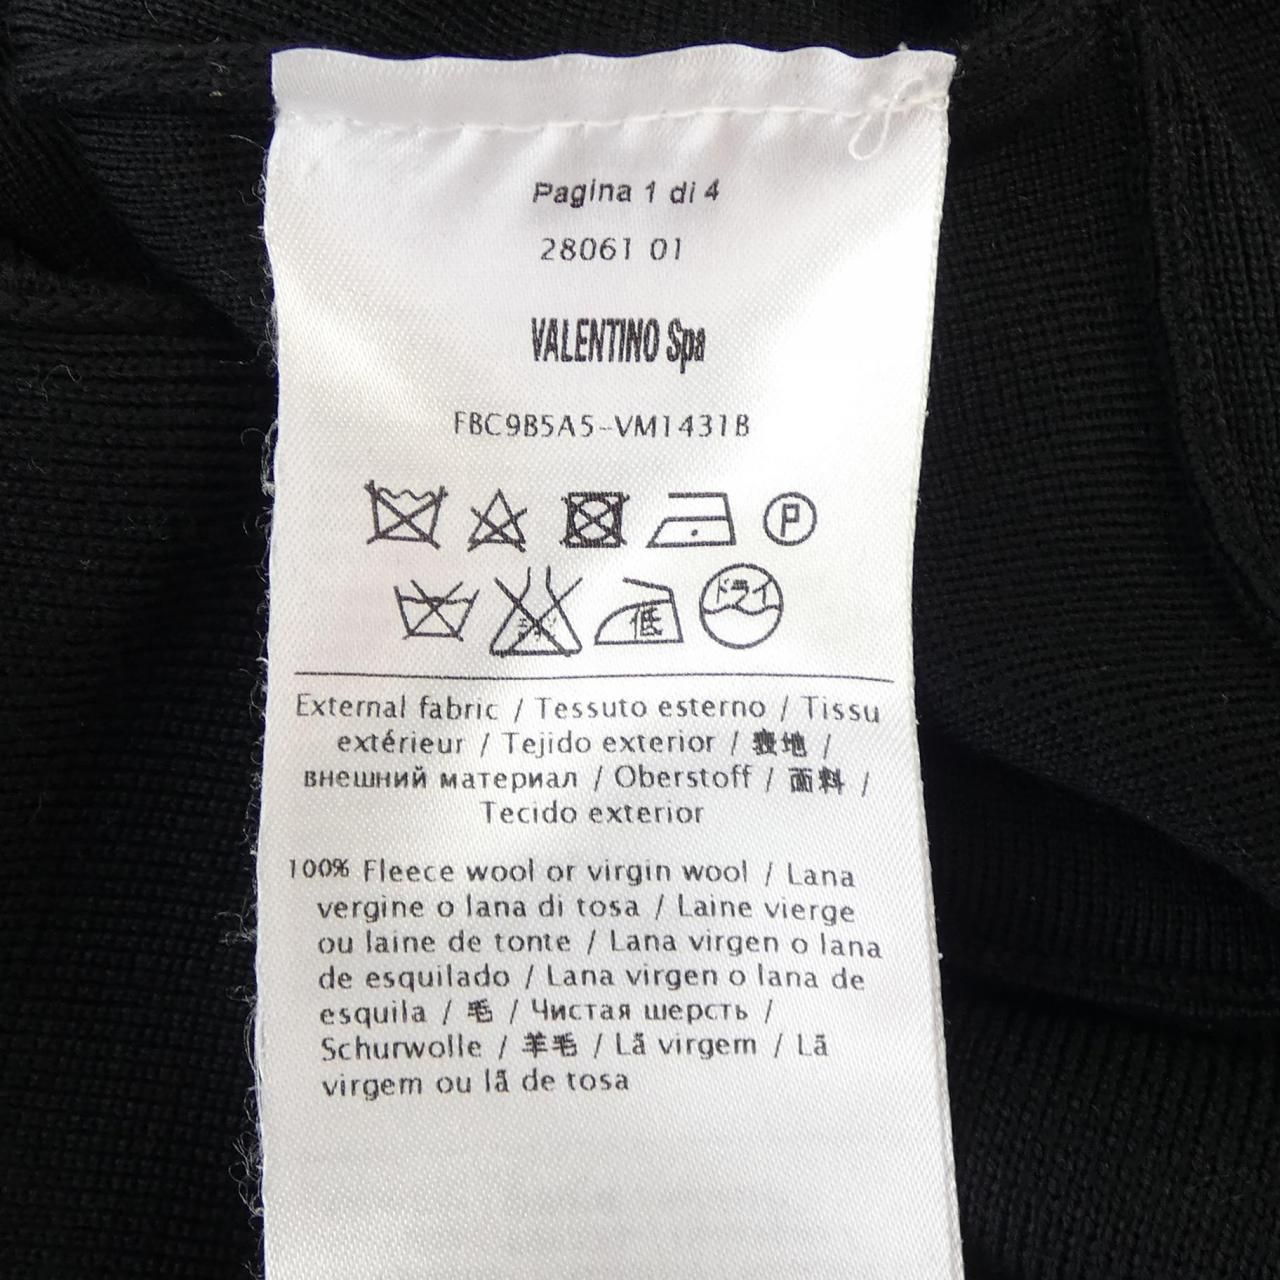 Pagina 1 di 4
28061 01
VALENTINO Spa
FBC9B5A5-VM1431B
P
ドライ
低
External fabric / Tessuto esterno / Tissu
extérieur / Tejido exterior / 表地 /
внешний материал / Oberstoff / 面料 /
Tecido exterior
100% Fleece wool or virgin wool / Lana
vergine o lana di tosa / Laine vierge
ou laine de tonte / Lana virgen o lana
de esquilado / Lana virgen o lana de
esquila / 毛 / Чистая шерсть /
Schurwolle / 羊毛 / Lã virgem / Lã
virgem ou lã de tosa